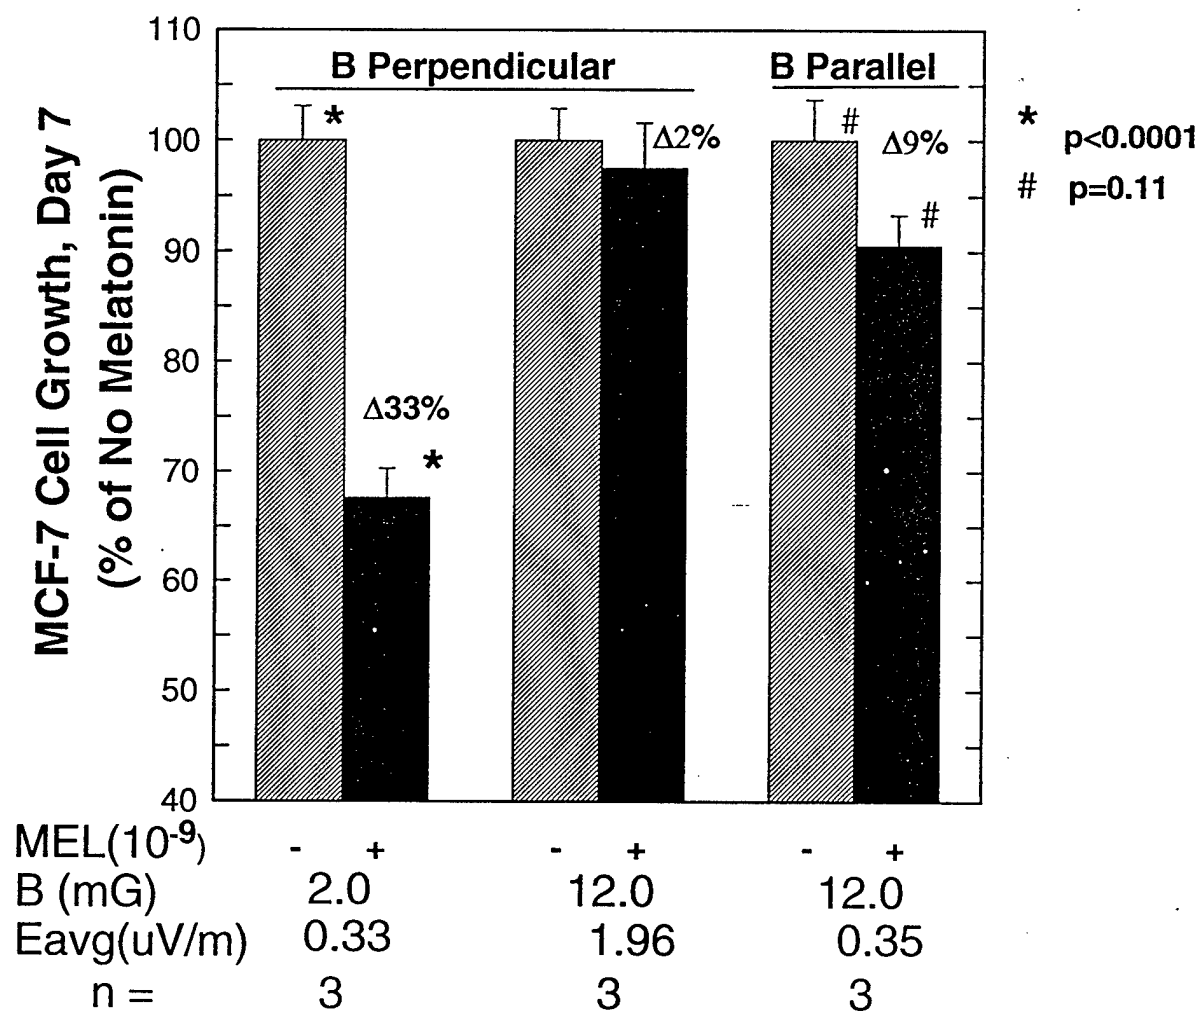 MCF-7 Cell Growth, Day 7
(% of No Melatonin)
110
100
90
80
70
60
50
40
B Perpendicular
B Parallel
*
Δ33%
*
Δ2%
#
Δ9%
#
* p<0.0001
# p=0.11
MEL(10-9) - + - + - +
B (mG) 2.0 12.0 12.0
Eavg(uV/m) 0.33 1.96 0.35
n = 3 3 3